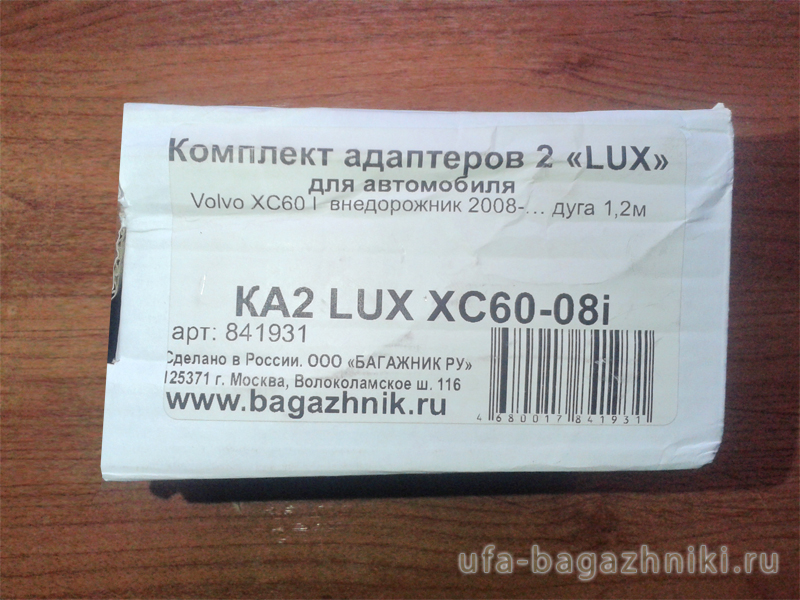 Комплект адаптеров 2 «LUX»
для автомобиля
Volvo XC60 I внедорожник 2008-... дуга 1,2м
КА2 LUX XC60-08i
арт: 841931
Сделано в России. ООО «БАГАЖНИК РУ»
125371 г. Москва, Волоколамское ш. 116
www.bagazhnik.ru
4 680017 841931
ufa-bagazhniki.ru